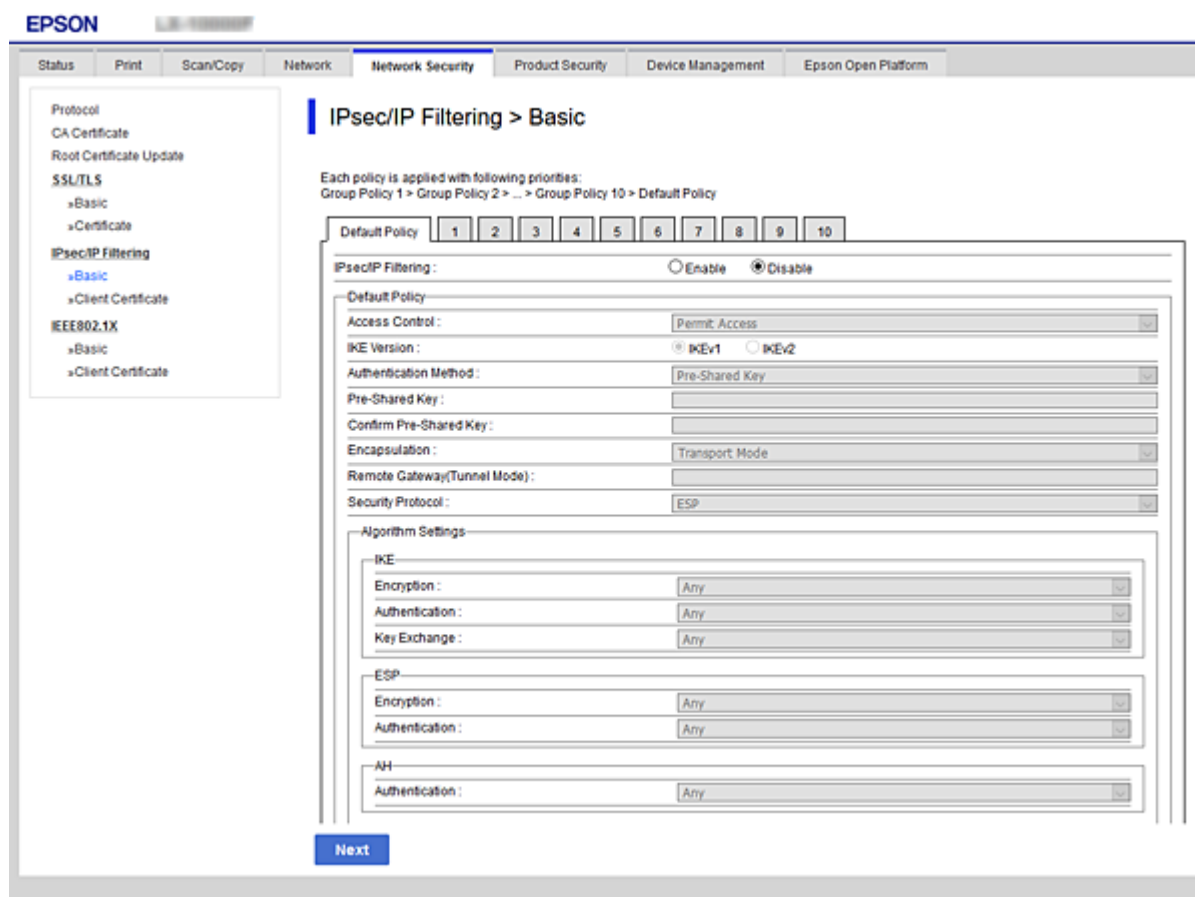 EPSON
Status Print Scan/Copy Network Network Security Product Security Device Management Epson Open Platform
Protocol
CA Certificate
Root Certificate Update
SSL/TLS
»Basic
»Certificate
IPsec/IP Filtering
»Basic
»Client Certificate
IEEE802.1X
»Basic
»Client Certificate
IPsec/IP Filtering > Basic
Each policy is applied with following priorities:
Group Policy 1 > Group Policy 2 > ... > Group Policy 10 > Default Policy
Default Policy 1 2 3 4 5 6 7 8 9 10
IPsec/IP Filtering : Enable Disable
Default Policy
Access Control : Permit Access
IKE Version : IKEv1 IKEv2
Authentication Method : Pre-Shared Key
Pre-Shared Key :
Confirm Pre-Shared Key :
Encapsulation : Transport Mode
Remote Gateway(Tunnel Mode) :
Security Protocol : ESP
Algorithm Settings
IKE
Encryption : Any
Authentication : Any
Key Exchange : Any
ESP
Encryption : Any
Authentication : Any
AH
Authentication : Any
Next